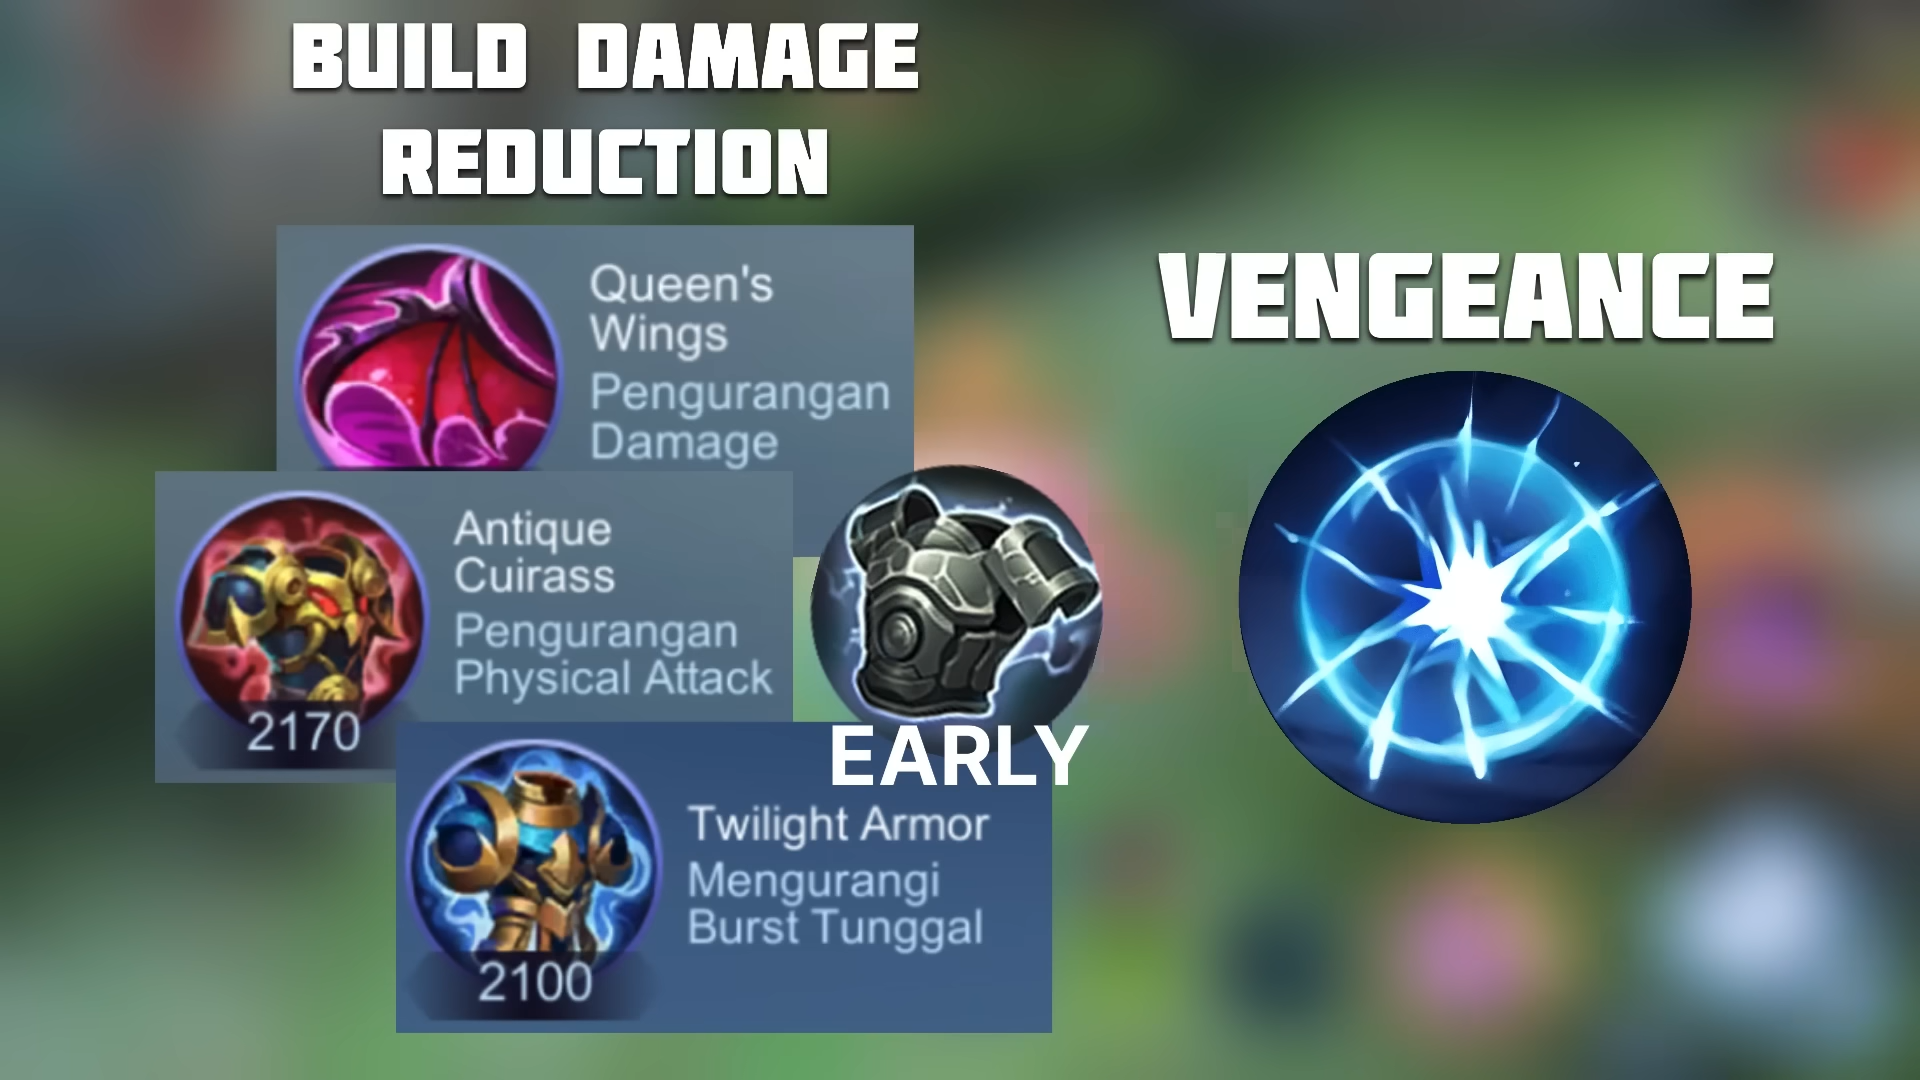 BUILD DAMAGE
REDUCTION
Queen's
Wings
Pengurangan
Damage
VENGEANCE
Antique
Cuirass
Pengurangan
Physical Attack
2170
EARLY
Twilight Armor
Mengurangi
Burst Tunggal
2100